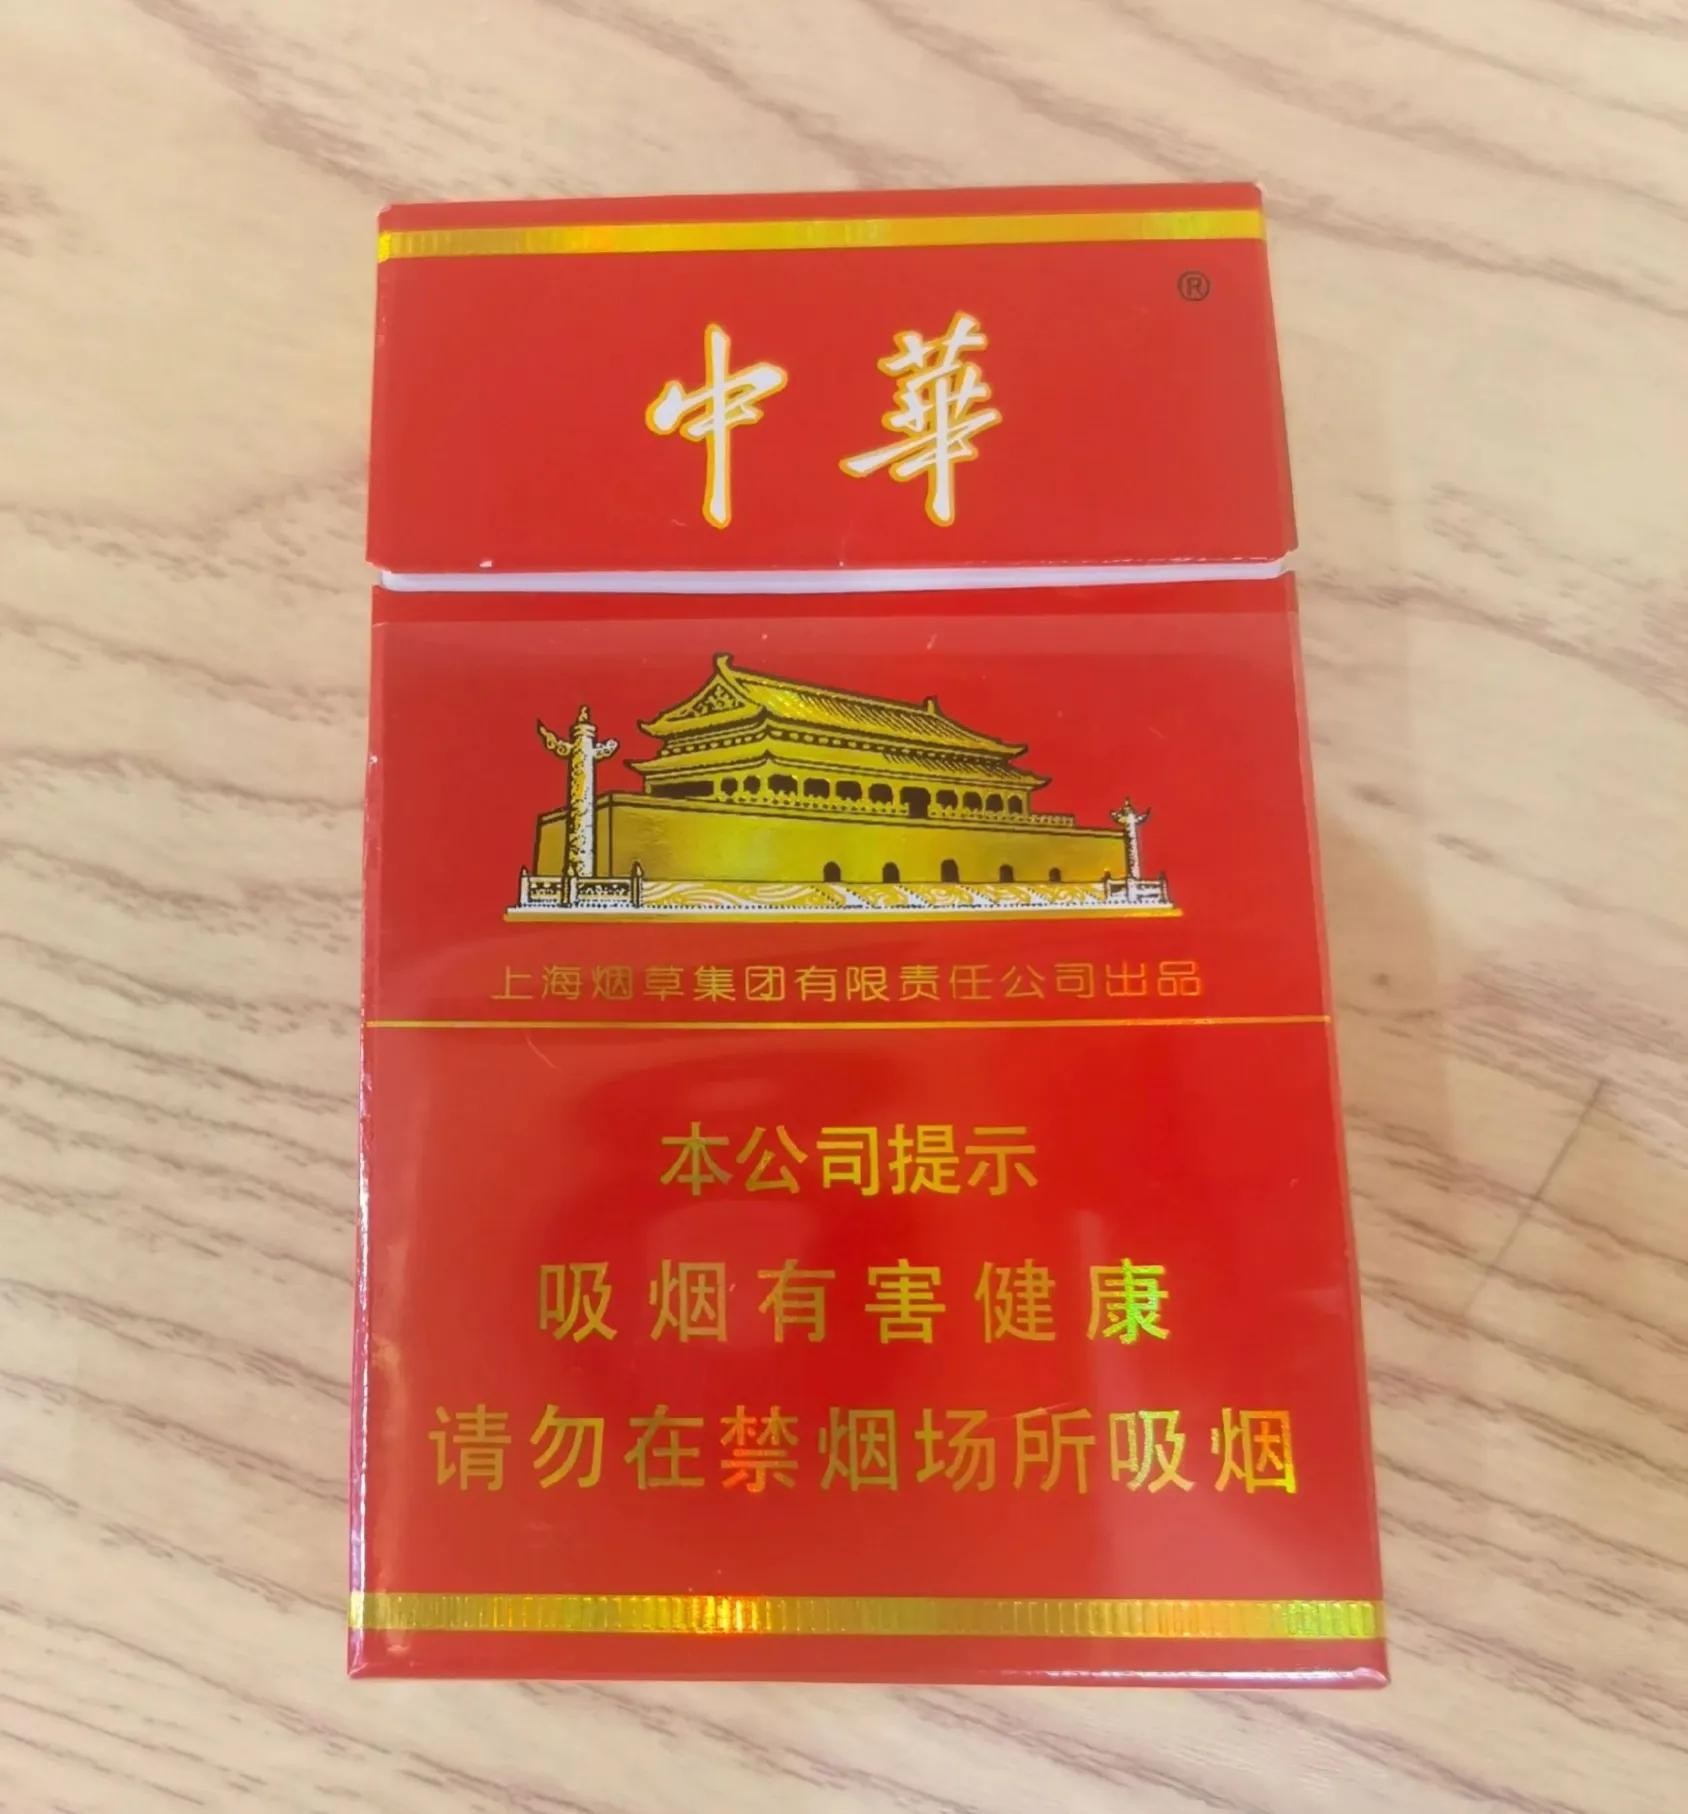 中華
®
上海烟草集团有限责任公司出品
本公司提示
吸烟有害健康
请勿在禁烟场所吸烟